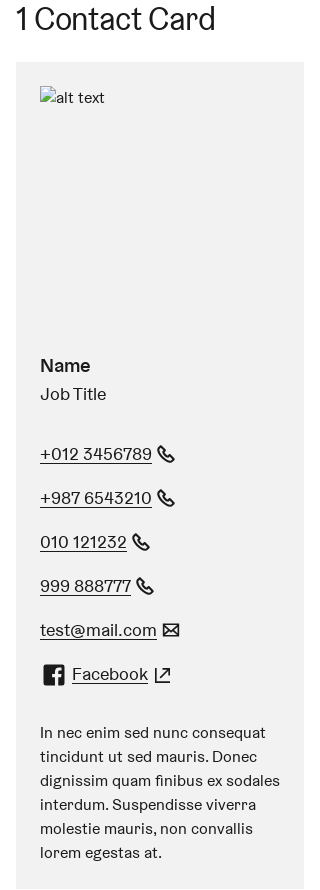 1 Contact Card
alt text
Name
Job Title
+012 3456789
+987 6543210
010 121232
999 888777
test@mail.com
Facebook
In nec enim sed nunc consequat
tincidunt ut sed mauris. Donec
dignissim quam finibus ex sodales
interdum. Suspendisse viverra
molestie mauris, non convallis
lorem egestas at.